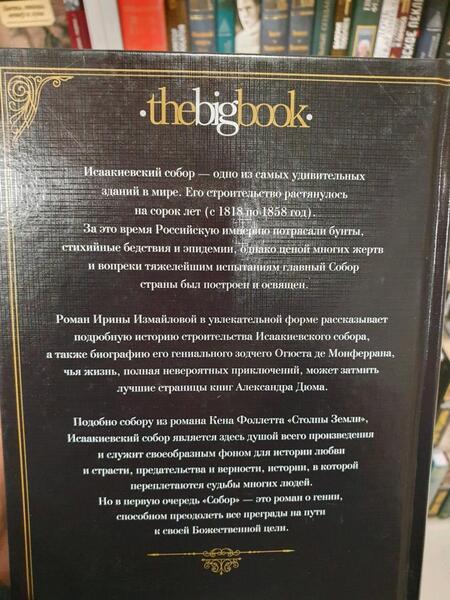 ·thebigbook·
Исаакиевский собор — одно из самых удивительных
зданий в мире. Его строительство растянулось
на сорок лет (с 1818 по 1858 год).
За это время Российскую империю потрясали бунты,
стихийные бедствия и эпидемии, однако ценой многих жертв
и вопреки тяжелейшим испытаниям главный Собор
страны был построен и освящен.
Роман Ирины Измайловой в увлекательной форме рассказывает
подробную историю строительства Исаакиевского собора,
а также биографию его гениального зодчего Огюста де Монферрана,
чья жизнь, полная невероятных приключений, может затмить
лучшие страницы книг Александра Дюма.
Подобно собору из романа Кена Фоллетта «Столпы Земли»,
Исаакиевский собор является здесь душой всего произведения
и служит своеобразным фоном для истории любви
и страсти, предательства и верности, истории, в которой
переплетаются судьбы многих людей.
Но в первую очередь «Собор» — это роман о гении,
способном преодолеть все преграды на пути
к своей Божественной цели.